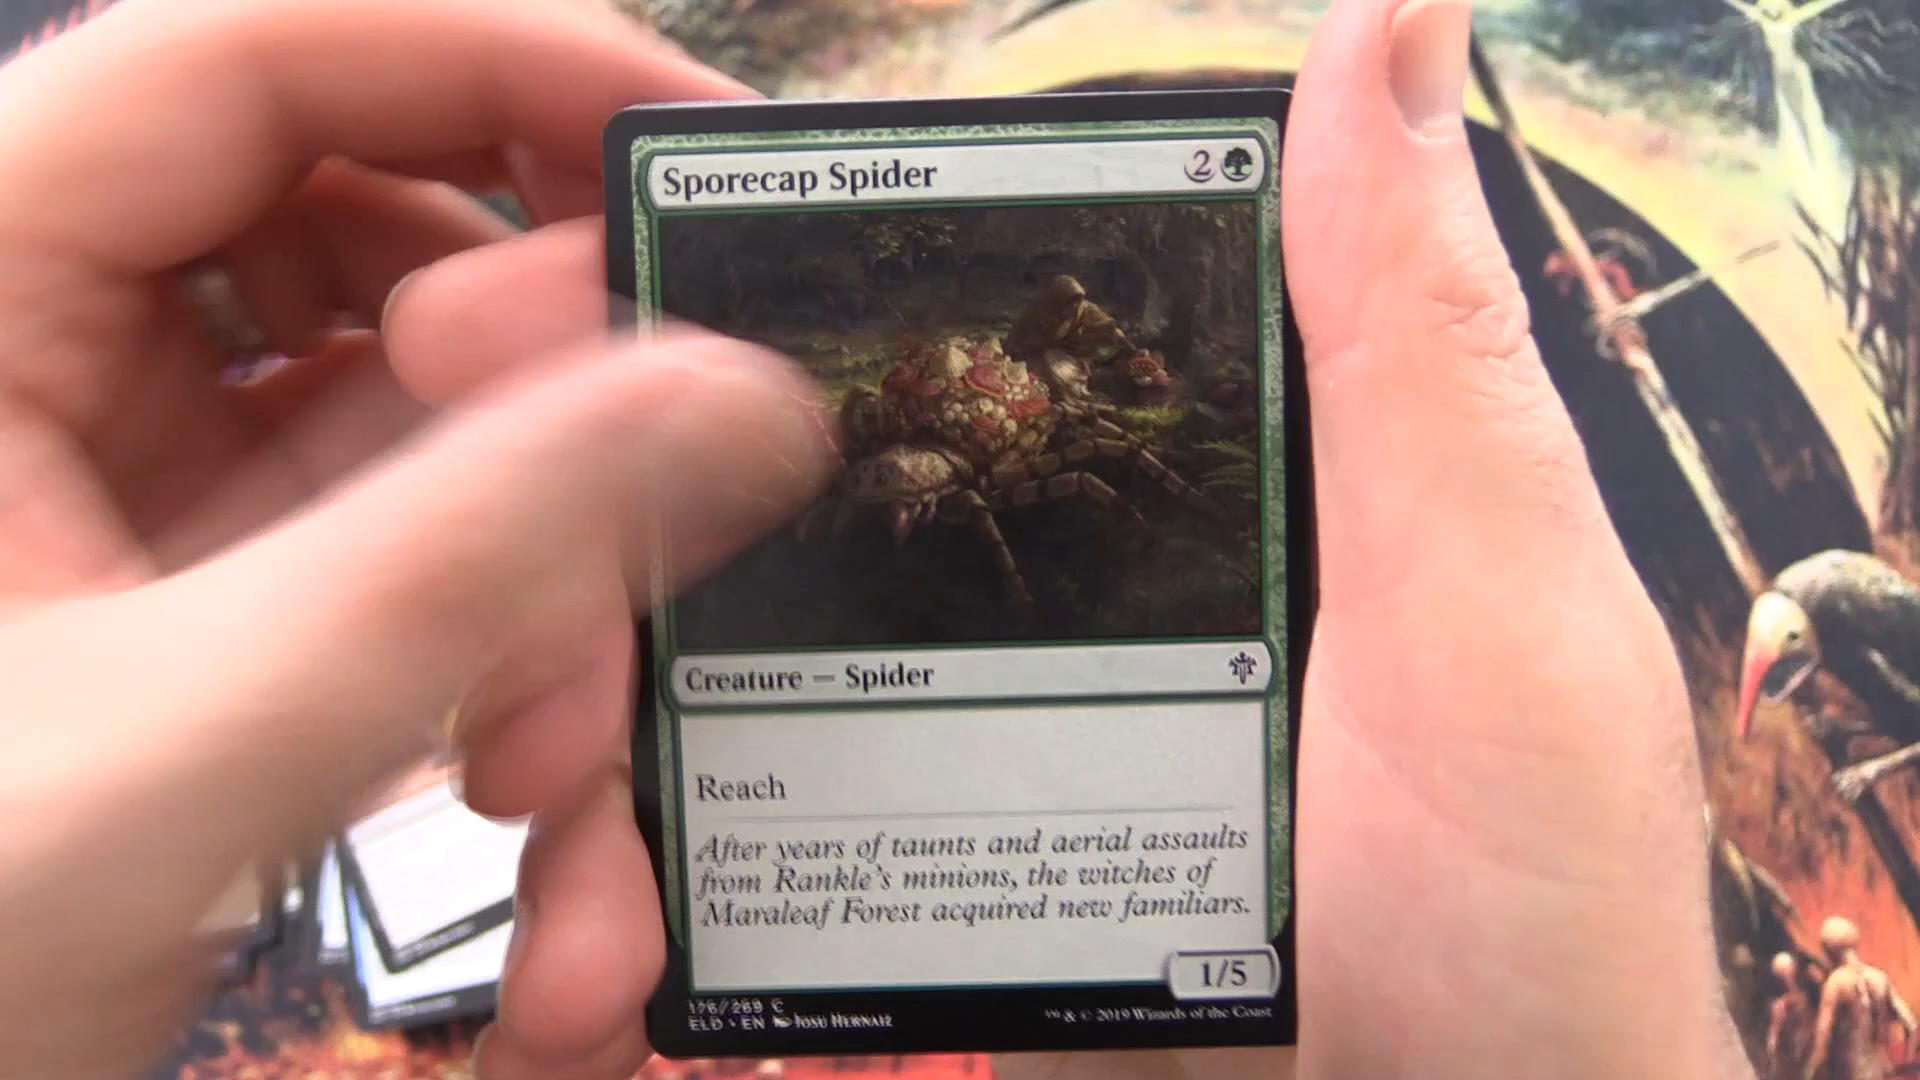 Sporecap Spider 2
Creature — Spider
Reach
After years of taunts and aerial assaults
from Rankle's minions, the witches of
Maraleaf Forest acquired new familiars.
1/5
176/269 C
ELD • EN Josu Hernaiz
™ & © 2019 Wizards of the Coast